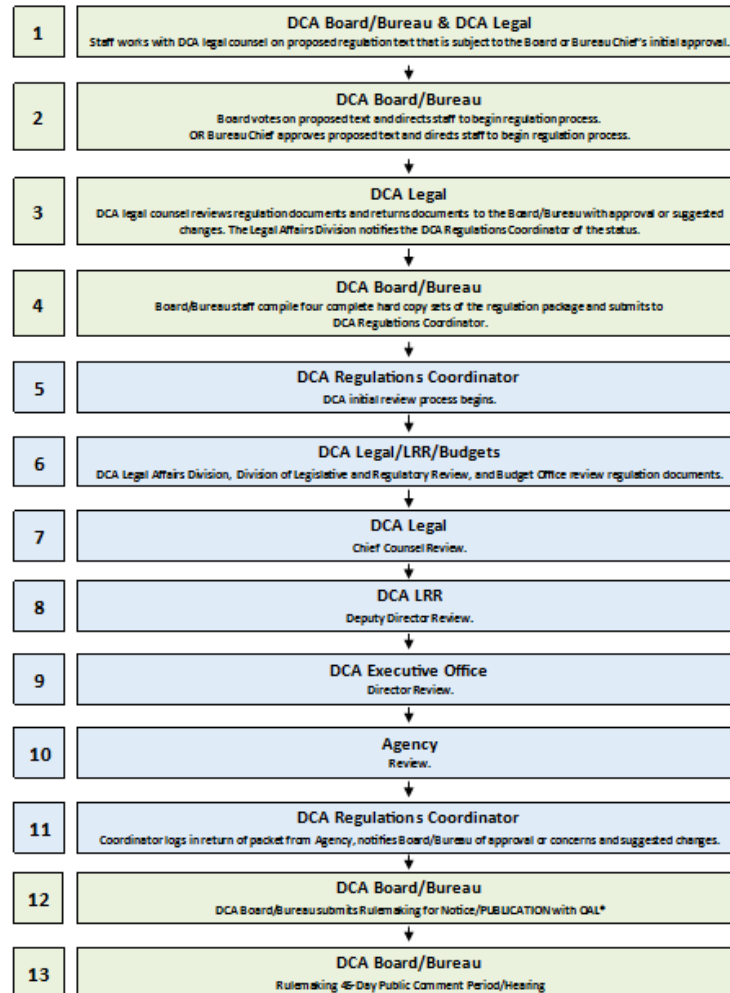 1
DCA Board/Bureau & DCA Legal
Staff works with DCA legal counsel on proposed regulation text that is subject to the Board or Bureau Chief's initial approval.
2
DCA Board/Bureau
Board votes on proposed text and directs staff to begin regulation process.
OR Bureau Chief approves proposed text and directs staff to begin regulation process.
3
DCA Legal
DCA legal counsel reviews regulation documents and returns documents to the Board/Bureau with approval or suggested
changes. The Legal Affairs Division notifies the DCA Regulations Coordinator of the status.
4
DCA Board/Bureau
Board/Bureau staff compile four complete hard copy sets of the regulation package and submits to
DCA Regulations Coordinator.
5
DCA Regulations Coordinator
DCA initial review process begins.
6
DCA Legal/LRR/Budgets
DCA Legal Affairs Division, Division of Legislative and Regulatory Review, and Budget Office review regulation documents.
7
DCA Legal
Chief Counsel Review.
8
DCA LRR
Deputy Director Review.
9
DCA Executive Office
Director Review.
10
Agency
Review.
11
DCA Regulations Coordinator
Coordinator logs in return of packet from Agency, notifies Board/Bureau of approval or concerns and suggested changes.
12
DCA Board/Bureau
DCA Board/Bureau submits Rulemaking for Notice/PUBLICATION with OAL*
13
DCA Board/Bureau
Rulemaking 45-Day Public Comment Period/Hearing